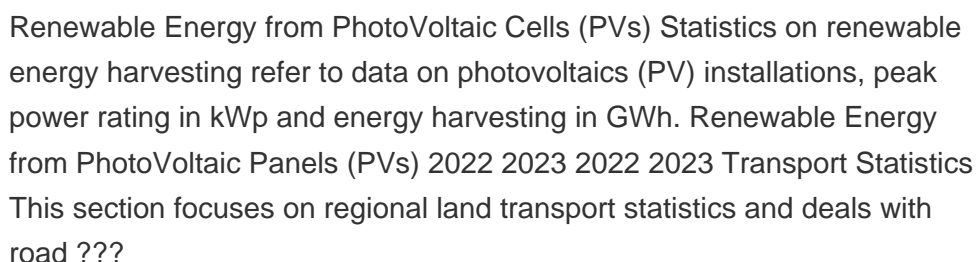 Renewable Energy from PhotoVoltaic Cells (PVs) Statistics on renewable
energy harvesting refer to data on photovoltaics (PV) installations, peak
power rating in kWp and energy harvesting in GWh. Renewable Energy
from PhotoVoltaic Panels (PVs) 2022 2023 2022 2023 Transport Statistics
This section focuses on regional land transport statistics and deals with
road ???